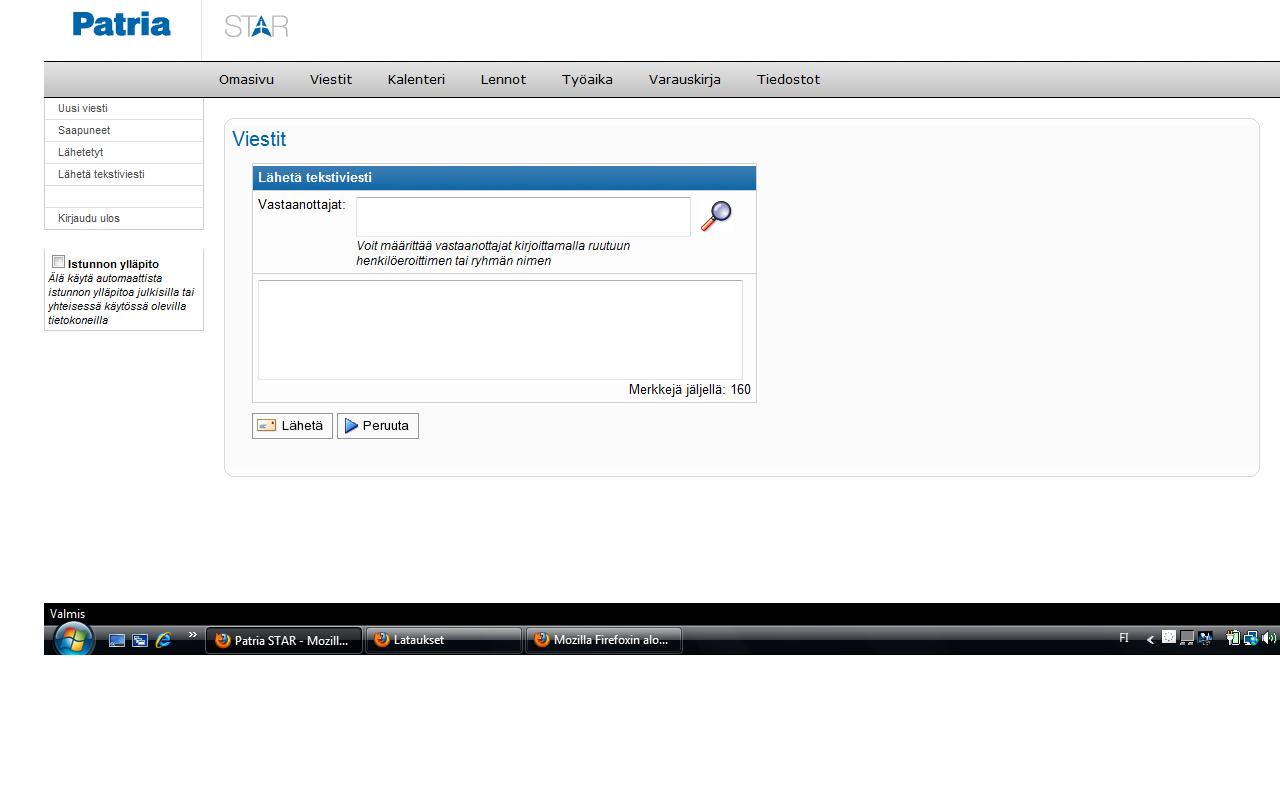 Patria STAR
Omasivu Viestit Kalenteri Lennot Työaika Varauskirja Tiedostot
Uusi viesti
Saapuneet
Lähetetyt
Lähetä tekstiviesti
Kirjaudu ulos
Istunnon ylläpito
Älä käytä automaattista
istunnon ylläpitoa julkisilla tai
yhteisessä käytössä olevilla
tietokoneilla
Viestit
Lähetä tekstiviesti
Vastaanottajat:
Voit määrittää vastaanottajat kirjoittamalla ruutuun
henkilöeroittimen tai ryhmän nimen
Merkkejä jäljellä: 160
Lähetä Peruuta
Valmis
» Patria STAR - Mozill... Lataukset Mozilla Firefoxin alo... FI <